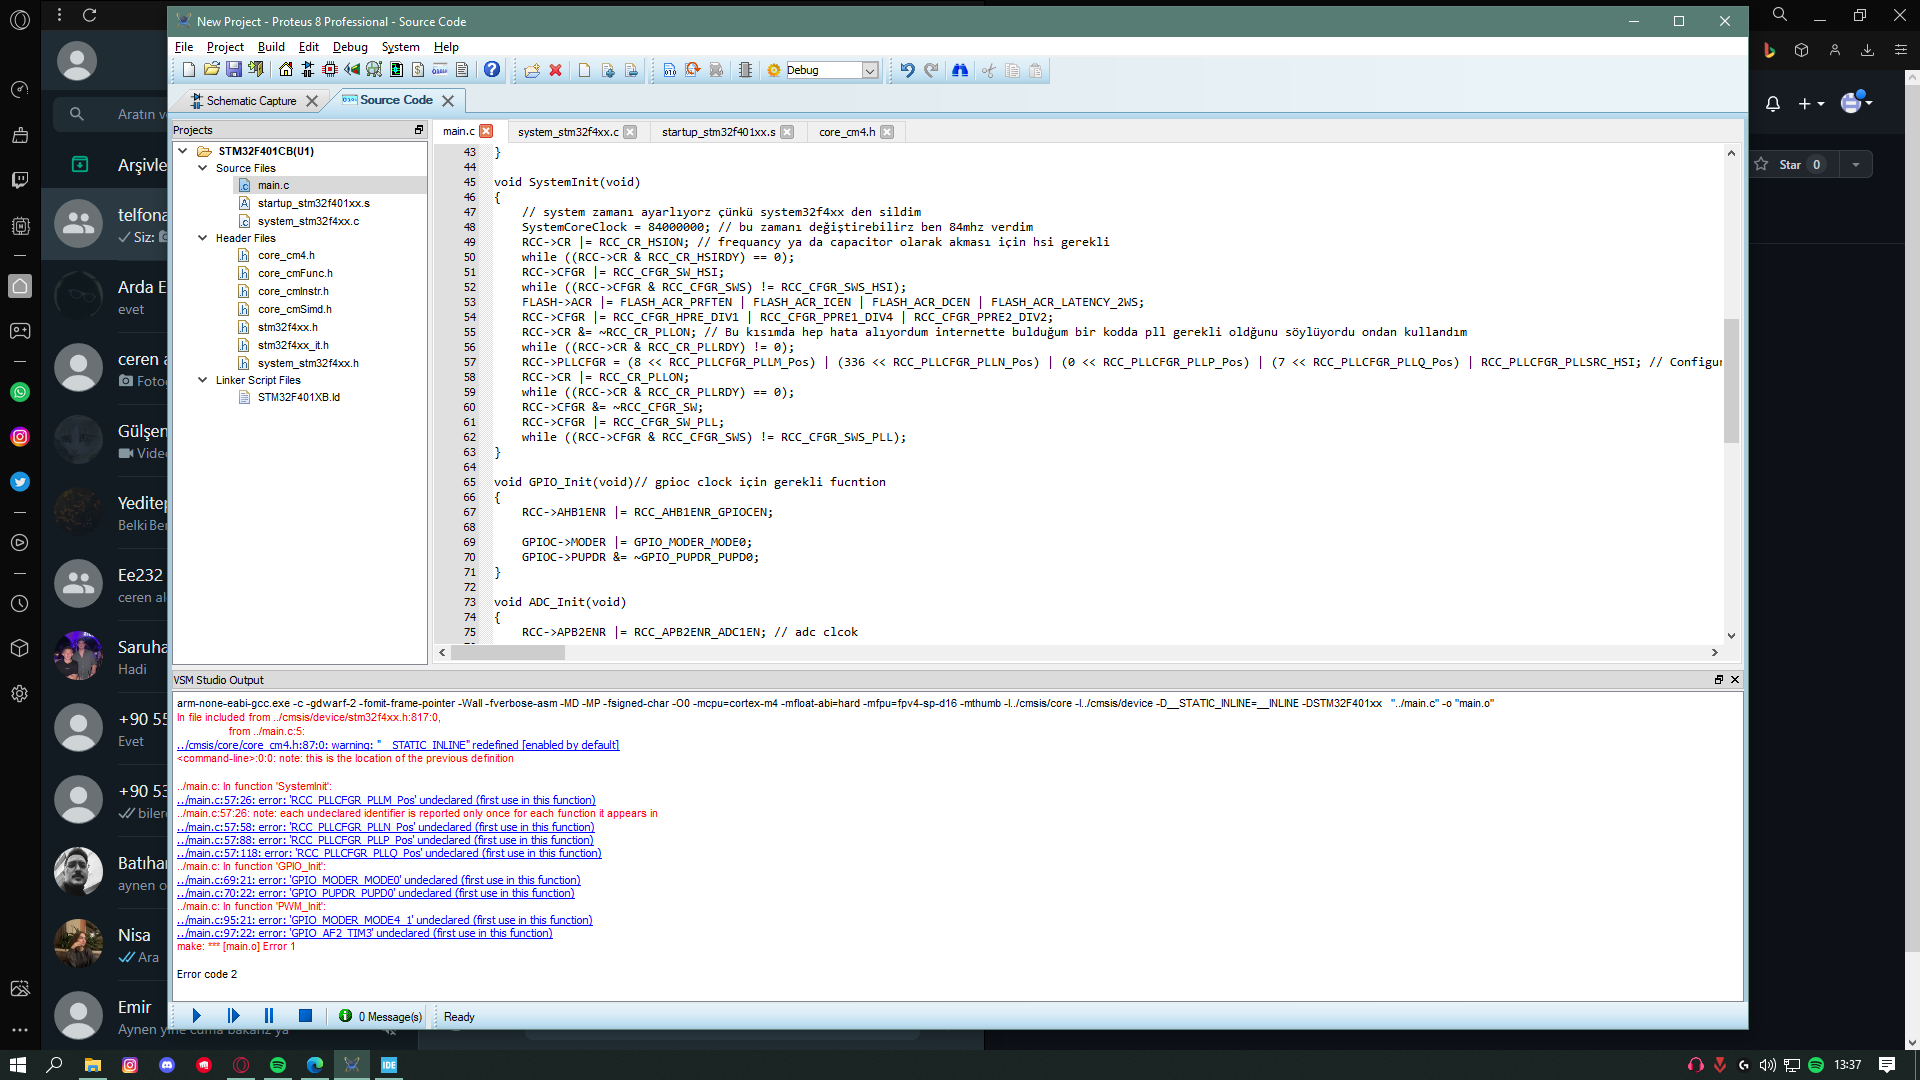 New Project - Proteus 8 Professional - Source Code
File Project Build Edit Debug System Help
Debug
Schematic Capture
Source Code
Projects
STM32F401CB(U1)
Source Files
main.c
startup_stm32f401xx.s
system_stm32f4xx.c
Header Files
core_cm4.h
core_cmFunc.h
core_cmInstr.h
core_cmSimd.h
stm32f4xx.h
stm32f4xx_it.h
system_stm32f4xx.h
Linker Script Files
STM32F401XB.ld
main.c
system_stm32f4xx.c
startup_stm32f401xx.s
core_cm4.h
43 }
44
45 void SystemInit(void)
46 {
47 // system zamanı ayarlıyorz çünkü system32f4xx den sildim
48 SystemCoreClock = 84000000; // bu zamanı değiştirebilirz ben 84mhz verdim
49 RCC->CR |= RCC_CR_HSION; // frequancy ya da capacitor olarak akması için hsi gerekli
50 while ((RCC->CR & RCC_CR_HSIRDY) == 0);
51 RCC->CFGR |= RCC_CFGR_SW_HSI;
52 while ((RCC->CFGR & RCC_CFGR_SWS) != RCC_CFGR_SWS_HSI);
53 FLASH->ACR |= FLASH_ACR_PRFTEN | FLASH_ACR_ICEN | FLASH_ACR_DCEN | FLASH_ACR_LATENCY_2WS;
54 RCC->CFGR |= RCC_CFGR_HPRE_DIV1 | RCC_CFGR_PPRE1_DIV4 | RCC_CFGR_PPRE2_DIV2;
55 RCC->CR &= ~RCC_CR_PLLON; // Bu kısımda hep hata alıyordum internette bulduğum bir kodda pll gerekli oldğunu söylüyordu ondan kullandım
56 while ((RCC->CR & RCC_CR_PLLRDY) != 0);
57 RCC->PLLCFGR = (8 << RCC_PLLCFGR_PLLM_Pos) | (336 << RCC_PLLCFGR_PLLN_Pos) | (0 << RCC_PLLCFGR_PLLP_Pos) | (7 << RCC_PLLCFGR_PLLQ_Pos) | RCC_PLLCFGR_PLLSRC_HSI; // Configur
58 RCC->CR |= RCC_CR_PLLON;
59 while ((RCC->CR & RCC_CR_PLLRDY) == 0);
60 RCC->CFGR &= ~RCC_CFGR_SW;
61 RCC->CFGR |= RCC_CFGR_SW_PLL;
62 while ((RCC->CFGR & RCC_CFGR_SWS) != RCC_CFGR_SWS_PLL);
63 }
64
65 void GPIO_Init(void)// gpioc clock için gerekli fucntion
66 {
67 RCC->AHB1ENR |= RCC_AHB1ENR_GPIOCEN;
68
69 GPIOC->MODER |= GPIO_MODER_MODE0;
70 GPIOC->PUPDR &= ~GPIO_PUPDR_PUPD0;
71 }
72
73 void ADC_Init(void)
74 {
75 RCC->APB2ENR |= RCC_APB2ENR_ADC1EN; // adc clcok
VSM Studio Output
arm-none-eabi-gcc.exe -c -gdwarf-2 -fomit-frame-pointer -Wall -fverbose-asm -MD -MP -fsigned-char -O0 -mcpu=cortex-m4 -mfloat-abi=hard -mfpu=fpv4-sp-d16 -mthumb -I../cmsis/core -I../cmsis/device -D__STATIC_INLINE=__INLINE -DSTM32F401xx "../main.c" -o "main.o"
In file included from ../cmsis/device/stm32f4xx.h:817:0,
from ../main.c:5:
../cmsis/core/core_cm4.h:87:0: warning: "__STATIC_INLINE" redefined [enabled by default]
<command-line>:0:0: note: this is the location of the previous definition
../main.c: In function 'SystemInit':
../main.c:57:26: error: 'RCC_PLLCFGR_PLLM_Pos' undeclared (first use in this function)
../main.c:57:26: note: each undeclared identifier is reported only once for each function it appears in
../main.c:57:58: error: 'RCC_PLLCFGR_PLLN_Pos' undeclared (first use in this function)
../main.c:57:88: error: 'RCC_PLLCFGR_PLLP_Pos' undeclared (first use in this function)
../main.c:57:118: error: 'RCC_PLLCFGR_PLLQ_Pos' undeclared (first use in this function)
../main.c: In function 'GPIO_Init':
../main.c:69:21: error: 'GPIO_MODER_MODE0' undeclared (first use in this function)
../main.c:70:22: error: 'GPIO_PUPDR_PUPD0' undeclared (first use in this function)
../main.c: In function 'PWM_Init':
../main.c:95:21: error: 'GPIO_MODER_MODE4_1' undeclared (first use in this function)
../main.c:97:22: error: 'GPIO_AF2_TIM3' undeclared (first use in this function)
make: *** [main.o] Error 1
Error code 2
0 Message(s)
Ready
Aratın v
Arşivle
telfona
Siz:
Arda E
evet
ceren a
Fotoğ
Gülşen
Video
Yeditep
Belki Ber
Ee232
ceren al
Saruha
Hadi
+90 55
Evet
+90 53
bilere
Batıhan
aynen o
Nisa
Ara
Emir
Aynen yine cuma bakarız ya
Star 0
IDE
13:37